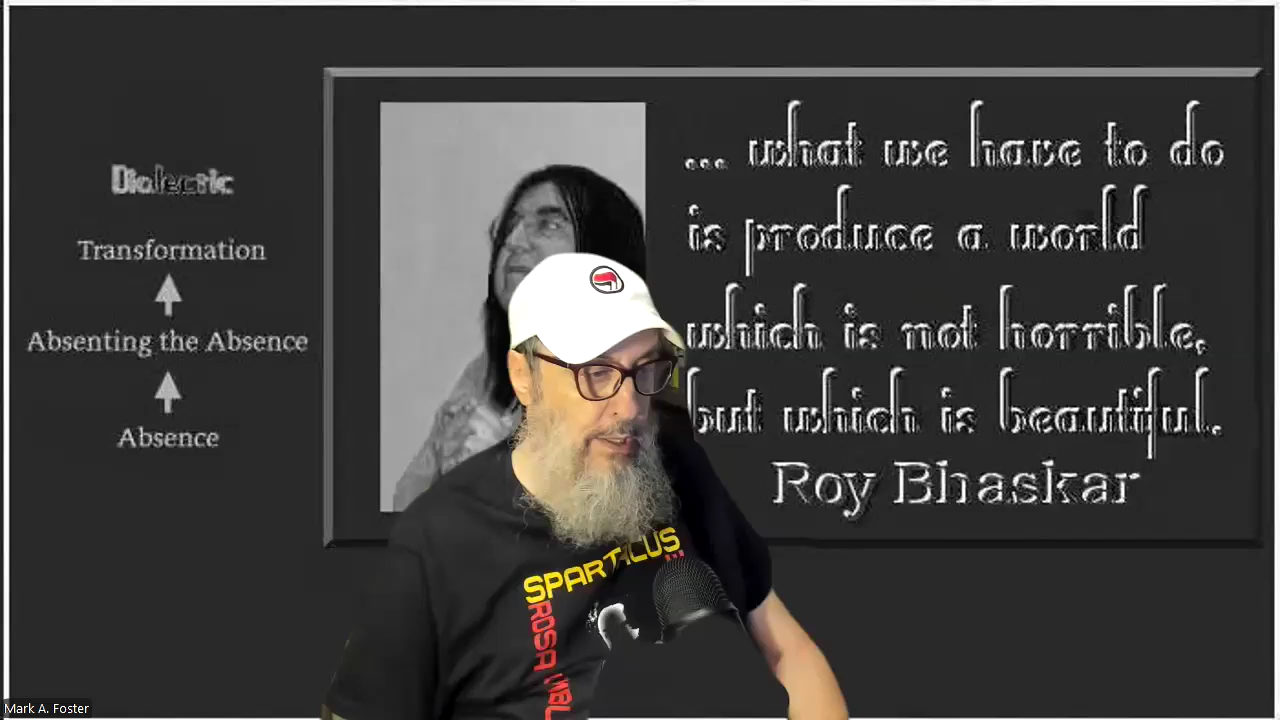 Dialectic
Transformation
Absenting the Absence
Absence
... what we have to do
is produce a world
which is not horrible,
but which is beautiful.
Roy Bhaskar
SPARTACUS
ROSA
Mark A. Foster